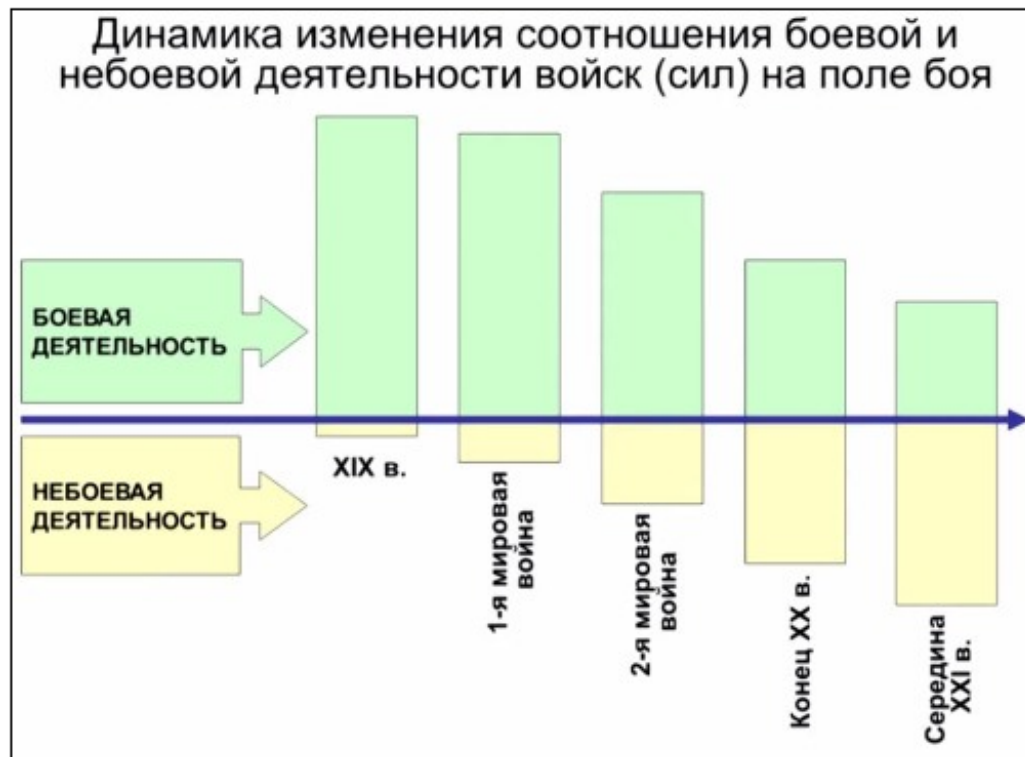 Динамика изменения соотношения боевой и
небоевой деятельности войск (сил) на поле боя
БОЕВАЯ
ДЕЯТЕЛЬНОСТЬ
НЕБОЕВАЯ
ДЕЯТЕЛЬНОСТЬ
XIX в.
1-я мировая
война
2-я мировая
война
Конец XX в.
Середина
XXI в.